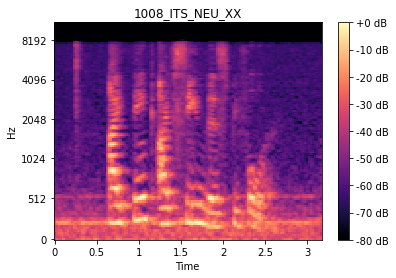 1008_ITS_NEU_XX
+0 dB
8192
-10 dB
-20 dB
4096
-30 dB
Hz
2048
-40 dB
1024
-50 dB
-60 dB
512
-70 dB
0
-80 dB
0 0.5 1 1.5 2 2.5 3
Time